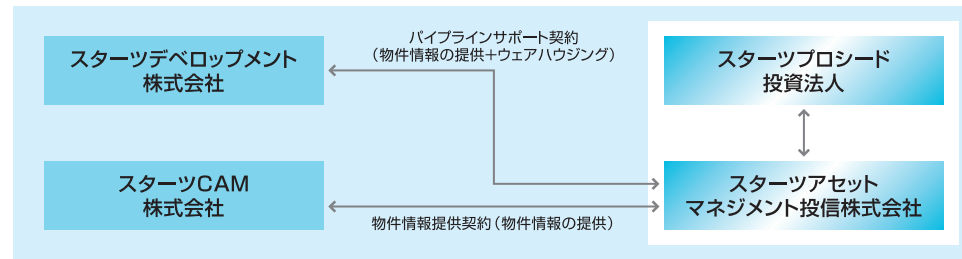 スターツデベロップメント
株式会社
パイプラインサポート契約
（物件情報の提供＋ウェアハウジング）
スターツプロシード
投資法人
スターツCAM
株式会社
物件情報提供契約（物件情報の提供）
スターツアセット
マネジメント投信株式会社